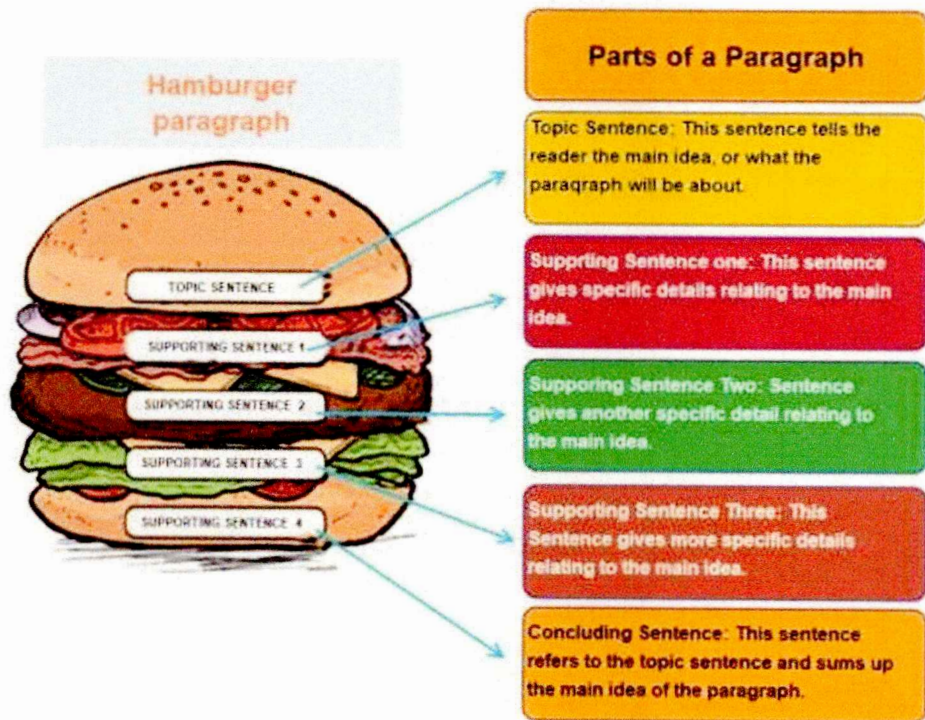 Hamburger
paragraph
TOPIC SENTENCE
SUPPORTING SENTENCE 1
SUPPORTING SENTENCE 2
SUPPORTING SENTENCE 3
SUPPORTING SENTENCE 4
Parts of a Paragraph
Topic Sentence: This sentence tells the
reader the main idea, or what the
paragraph will be about.
Supprting Sentence one: This sentence
gives specific details relating to the main
idea.
Supporing Sentence Two: Sentence
gives another specific detail relating to
the main idea.
Supporting Sentence Three: This
Sentence gives more specific details
relating to the main idea.
Concluding Sentence: This sentence
refers to the topic sentence and sums up
the main idea of the paragraph.